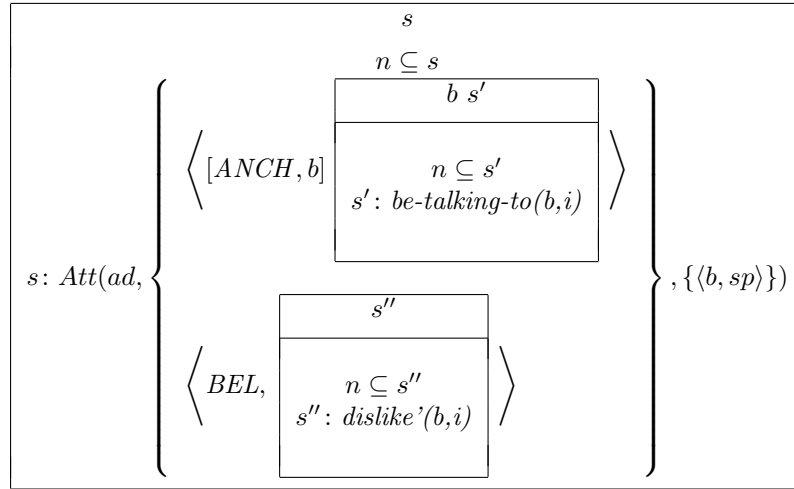 s
n ⊆ s
b s′
⟨[ANCH, b]
n ⊆ s′
s′: be-talking-to(b,i)
⟩
s: Att(ad, {
}, {⟨b, sp⟩})
s′′
⟨BEL,
n ⊆ s′′
s′′: dislike’(b,i)
⟩